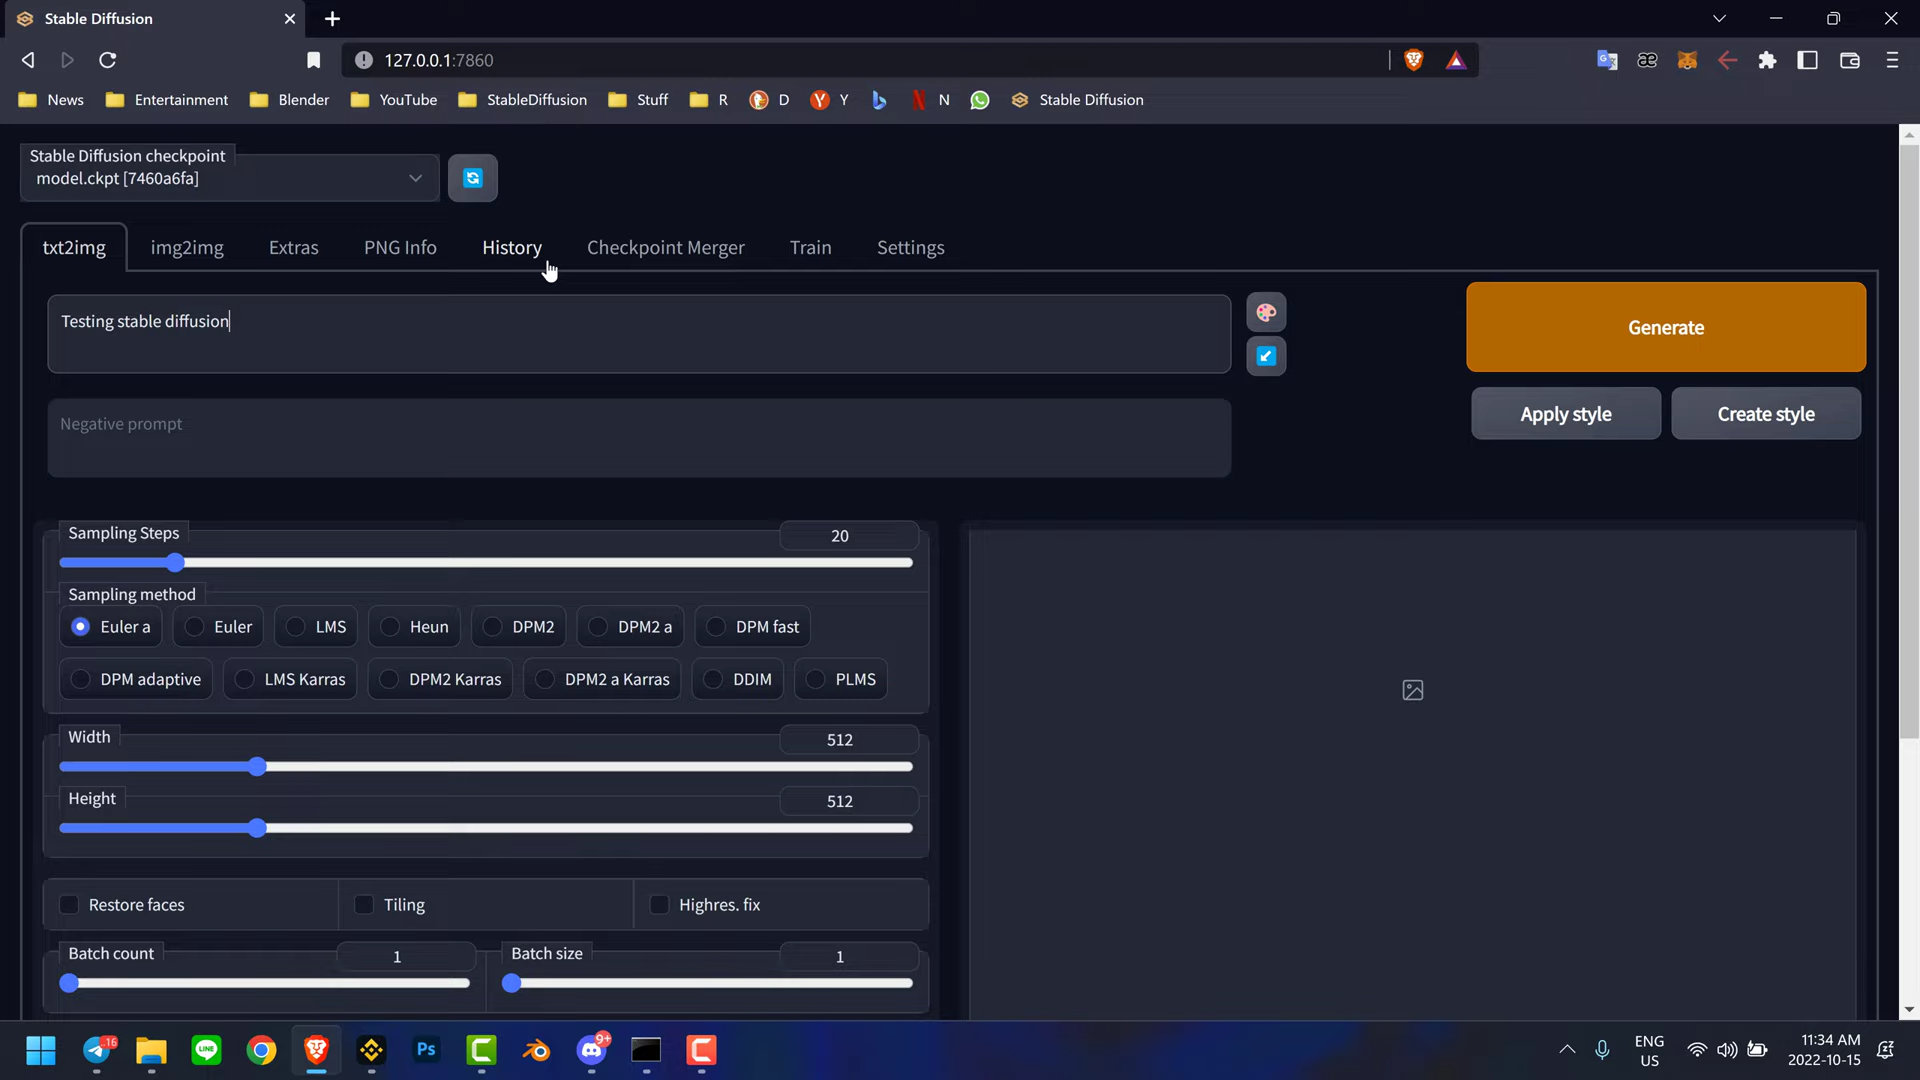 Stable Diffusion
127.0.0.1:7860
News Entertainment Blender YouTube StableDiffusion Stuff R D Y N Stable Diffusion
Stable Diffusion checkpoint
model.ckpt [7460a6fa]
txt2img img2img Extras PNG Info History Checkpoint Merger Train Settings
Testing stable diffusion
Generate
Negative prompt
Apply style Create style
Sampling Steps 20
Sampling method
Euler a Euler LMS Heun DPM2 DPM2 a DPM fast
DPM adaptive LMS Karras DPM2 Karras DPM2 a Karras DDIM PLMS
Width 512
Height 512
Restore faces Tiling Highres. fix
Batch count 1 Batch size 1
16
LINE
Ps
9+
ENG
US
11:34 AM
2022-10-15